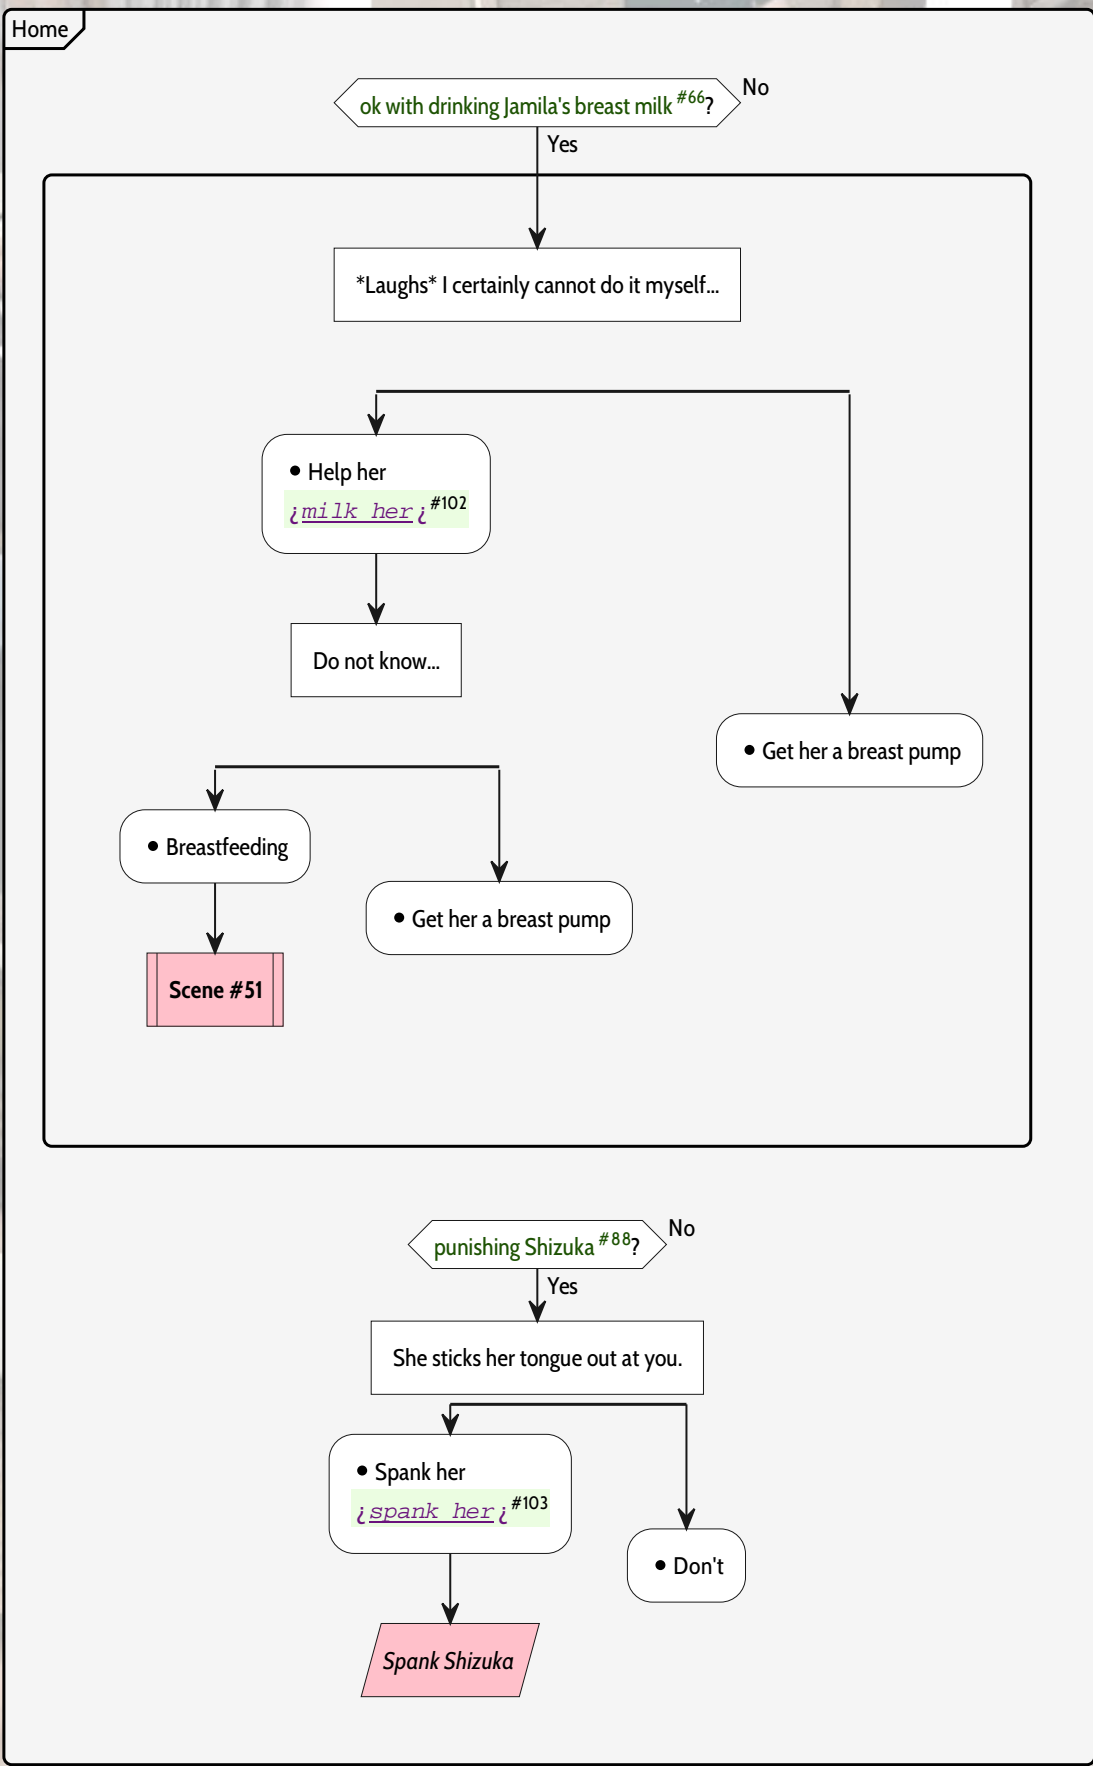 Home
ok with drinking Jamila's breast milk #66?
No
Yes
*Laughs* I certainly cannot do it myself...
• Help her
¿milk her¿#102
Do not know...
• Get her a breast pump
• Breastfeeding
• Get her a breast pump
Scene #51
punishing Shizuka #88?
No
Yes
She sticks her tongue out at you.
• Spank her
¿spank her¿#103
• Don't
Spank Shizuka